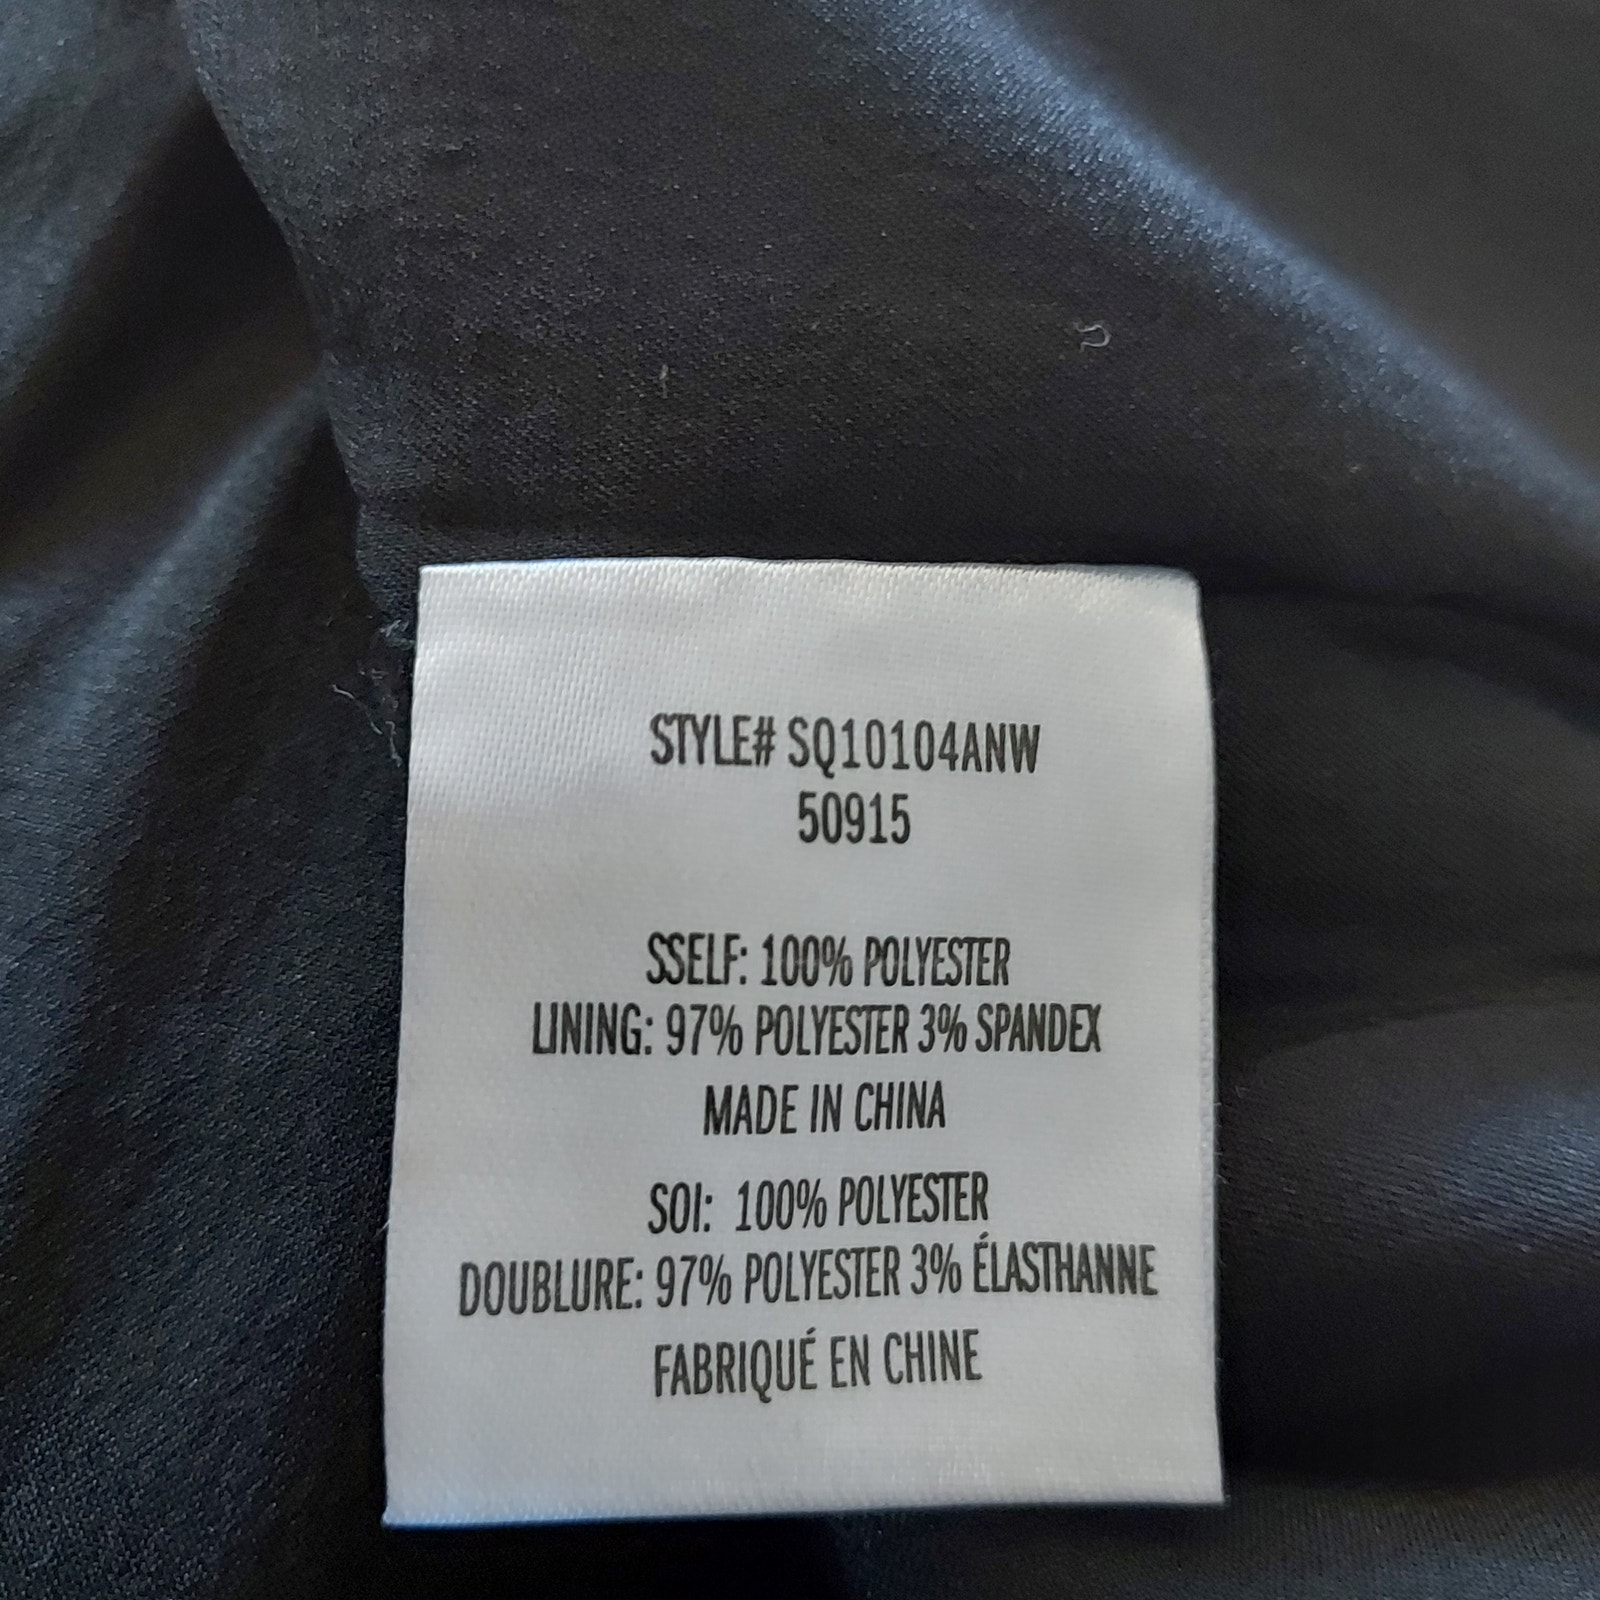 STYLE# SQ10104ANW
50915
SSELF: 100% POLYESTER
LINING: 97% POLYESTER 3% SPANDEX
MADE IN CHINA
SOI: 100% POLYESTER
DOUBLURE: 97% POLYESTER 3% ÉLASTHANNE
FABRIQUÉ EN CHINE